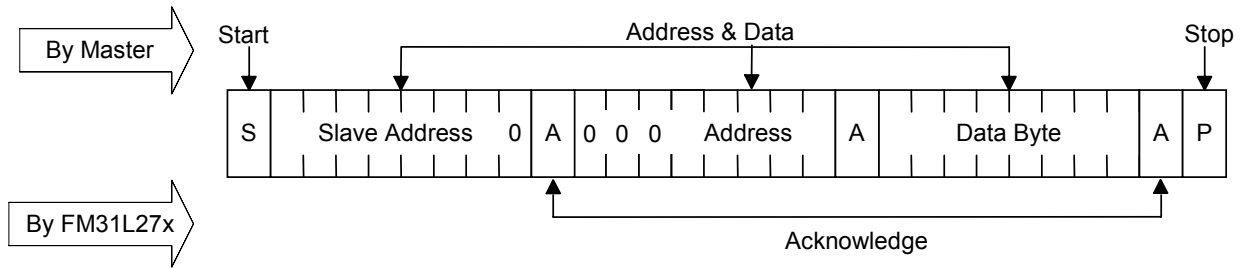 By Master
Start
Address & Data
Stop
S Slave Address 0 A 0 0 0 Address A Data Byte A P
By FM31L27x
Acknowledge